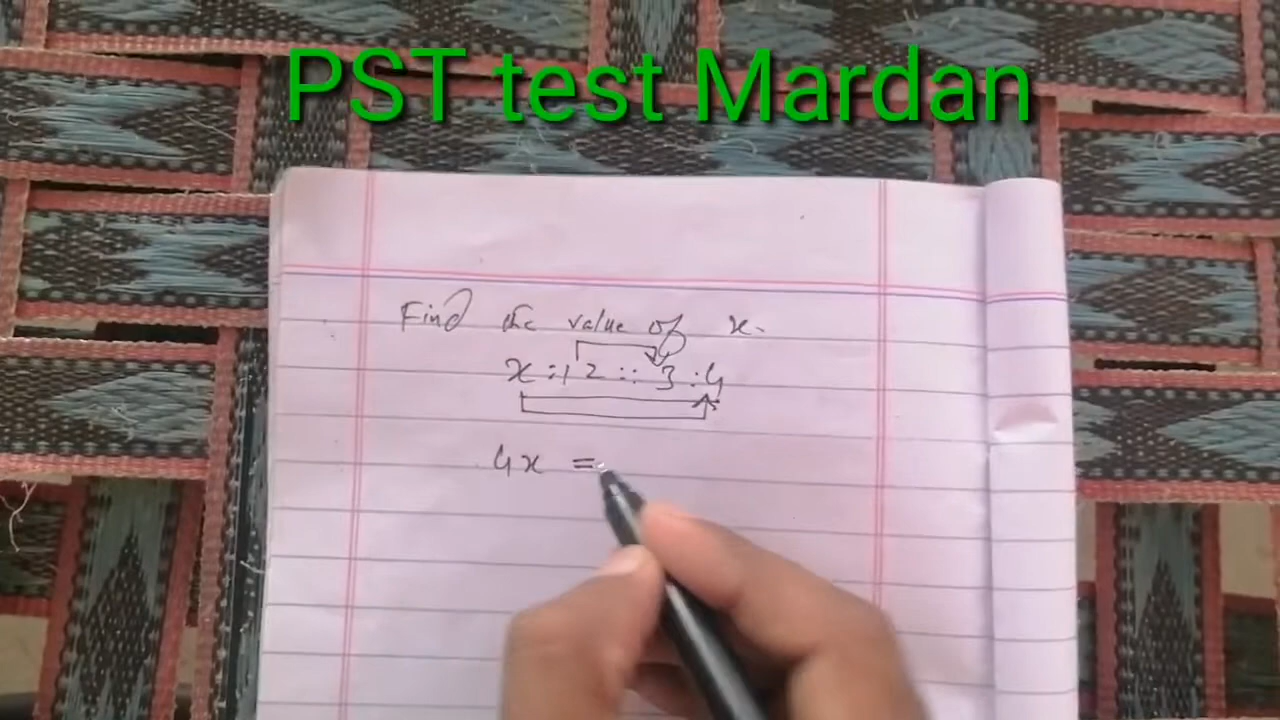 PST test Mardan
Find the value of x.
x : 12 :: 3 : 4
4x =